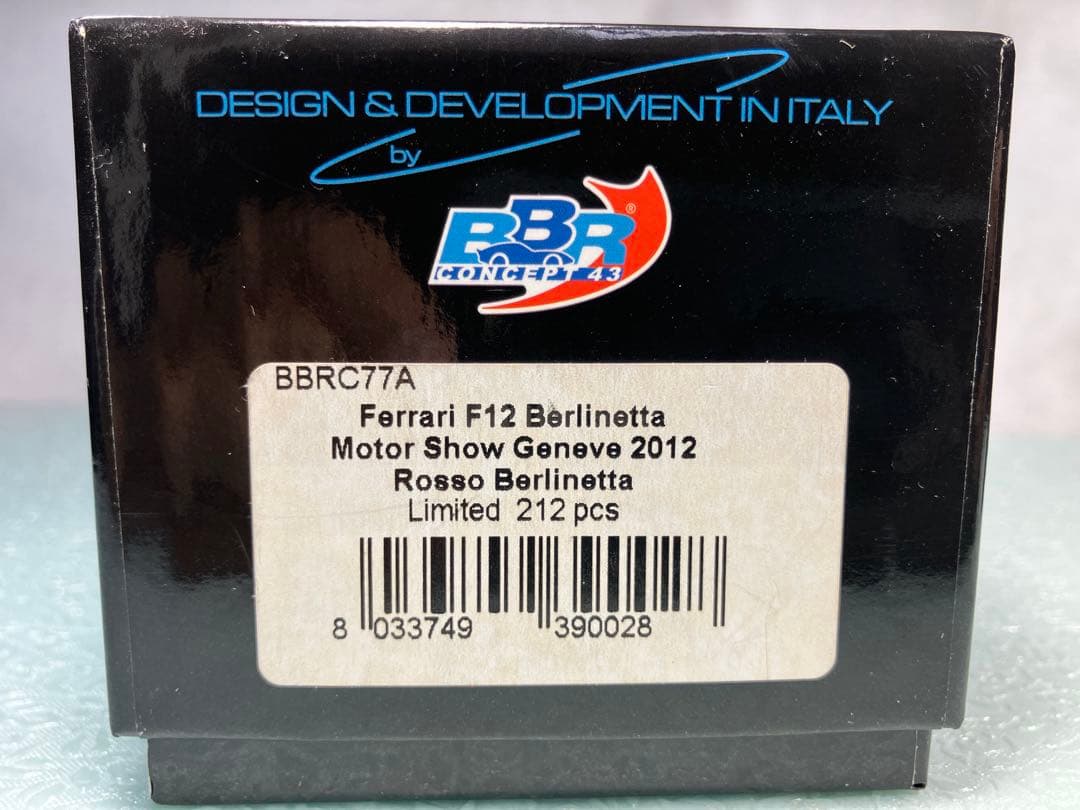 DESIGN & DEVELOPMENT IN ITALY
by
BBR®
CONCEPT 43
BBRC77A
Ferrari F12 Berlinetta
Motor Show Geneve 2012
Rosso Berlinetta
Limited 212 pcs
8 033749 390028